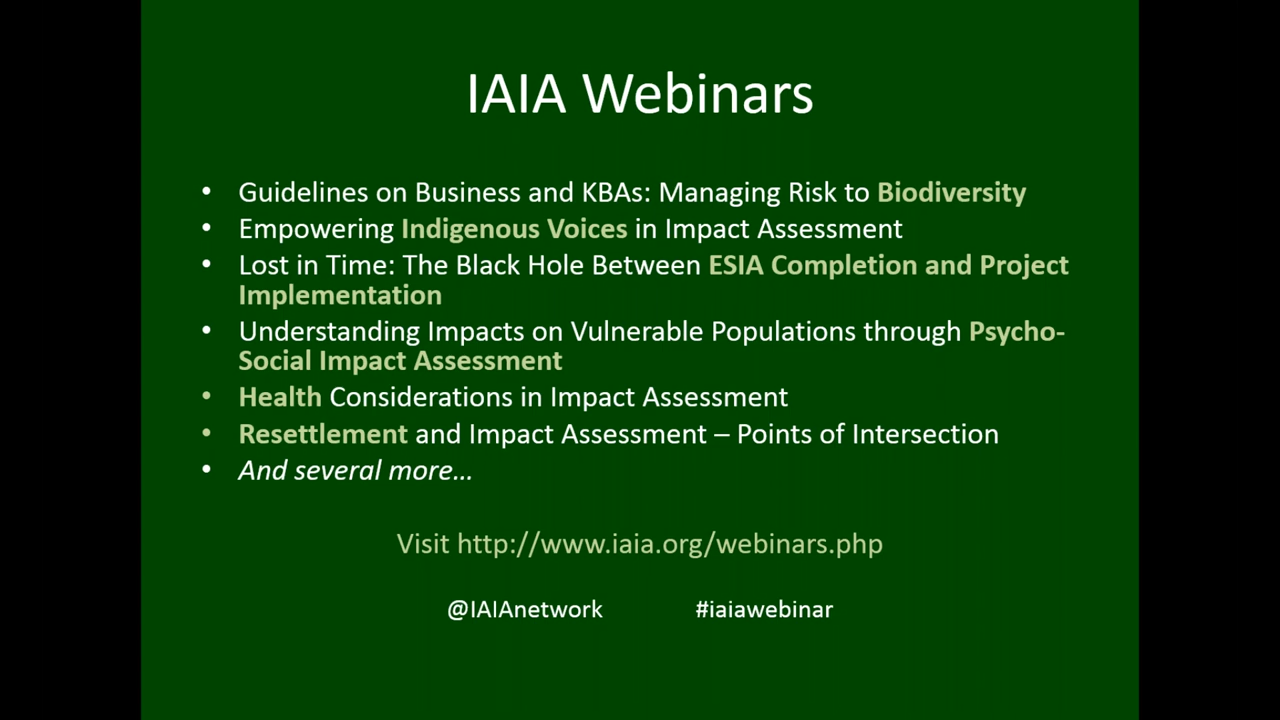 IAIA Webinars
• Guidelines on Business and KBAs: Managing Risk to Biodiversity
• Empowering Indigenous Voices in Impact Assessment
• Lost in Time: The Black Hole Between ESIA Completion and Project
Implementation
• Understanding Impacts on Vulnerable Populations through Psycho-
Social Impact Assessment
• Health Considerations in Impact Assessment
• Resettlement and Impact Assessment – Points of Intersection
• And several more…
Visit http://www.iaia.org/webinars.php
@IAIAnetwork #iaiawebinar